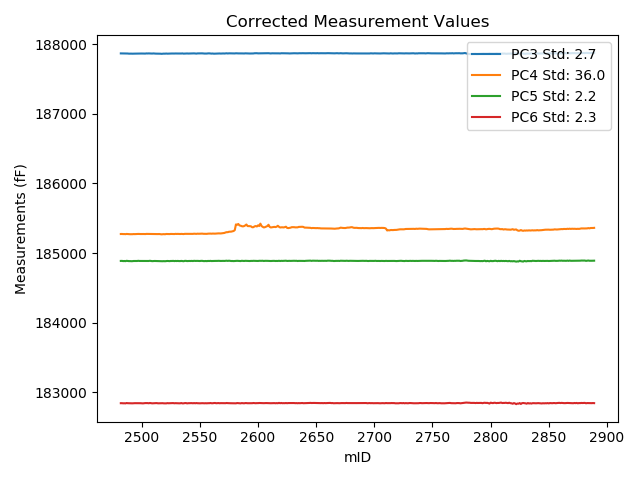 Corrected Measurement Values
188000
187000
186000
185000
184000
183000
Measurements (fF)
PC3 Std: 2.7
PC4 Std: 36.0
PC5 Std: 2.2
PC6 Std: 2.3
2500 2550 2600 2650 2700 2750 2800 2850 2900
mID